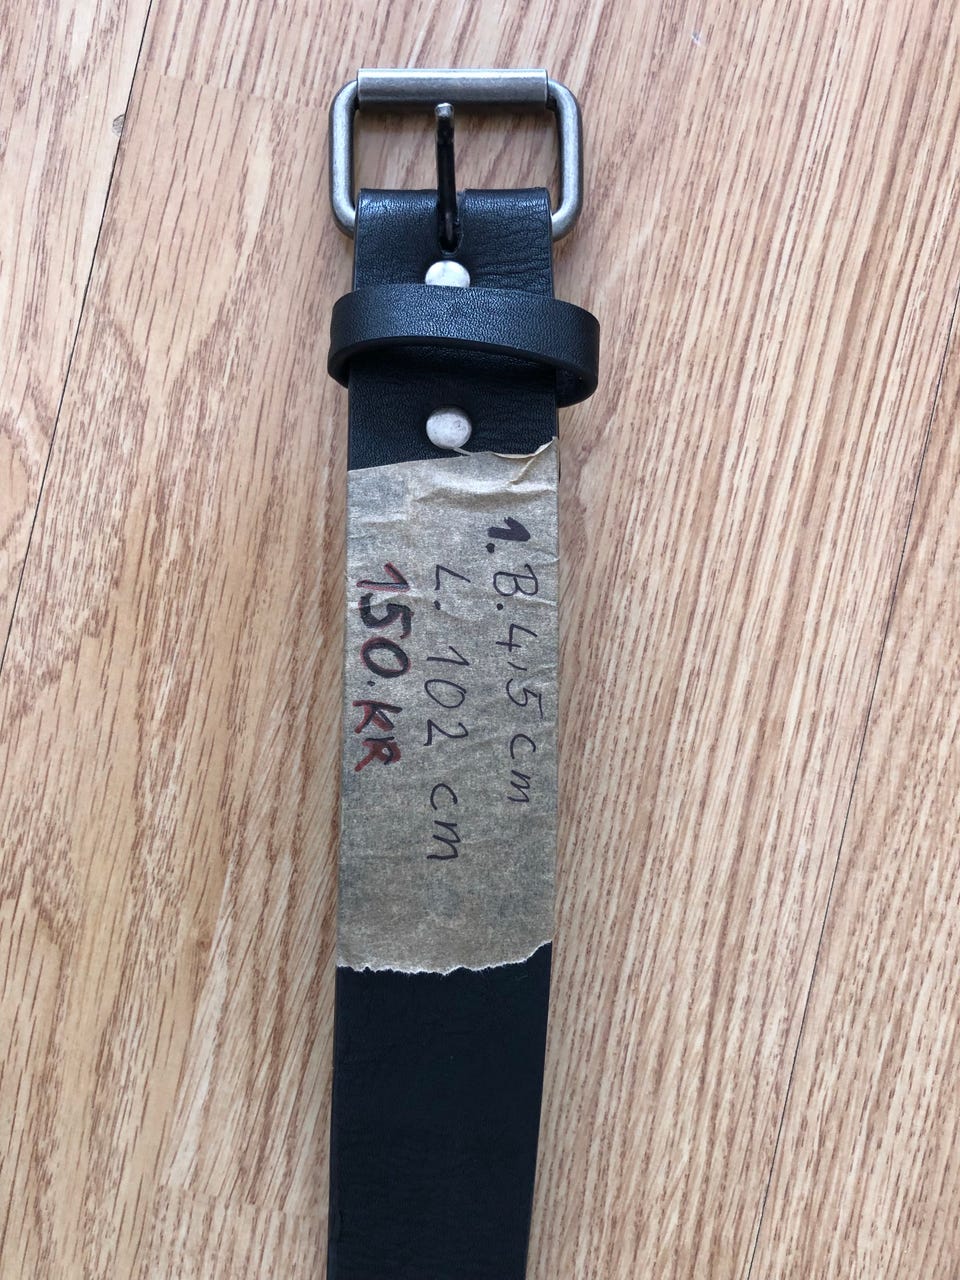 1. B. 4,5 cm
L. 102 cm
150. KR